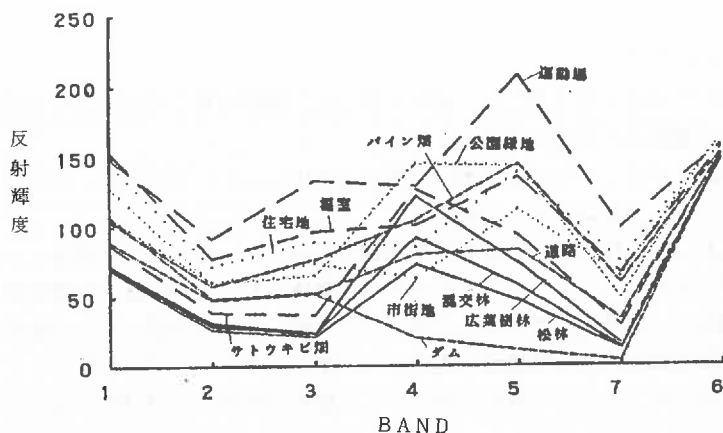 250
200
150
100
50
0
反射輝度
1
2
3
4
5
7
6
BAND
運動場
パイン畑
公園緑地
住宅地
温室
道路
混交林
市街地
広葉樹林
松林
サトウキビ畑
ダム